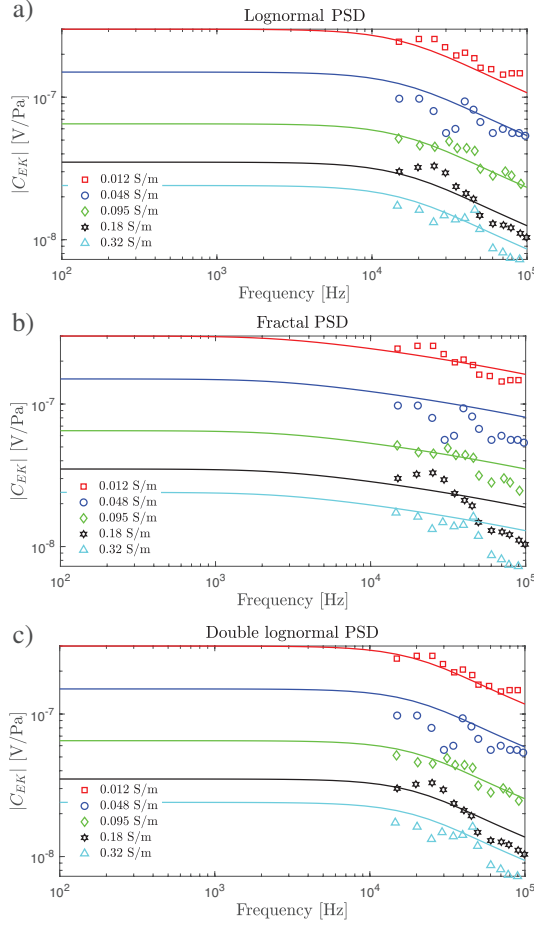 a)
Lognormal PSD
10^-7
10^-8
|C_EK| [V/Pa]
0.012 S/m
0.048 S/m
0.095 S/m
0.18 S/m
0.32 S/m
10^2
10^3
10^4
10^5
Frequency [Hz]
b)
Fractal PSD
10^-7
10^-8
|C_EK| [V/Pa]
0.012 S/m
0.048 S/m
0.095 S/m
0.18 S/m
0.32 S/m
10^2
10^3
10^4
10^5
Frequency [Hz]
c)
Double lognormal PSD
10^-7
10^-8
|C_EK| [V/Pa]
0.012 S/m
0.048 S/m
0.095 S/m
0.18 S/m
0.32 S/m
10^2
10^3
10^4
10^5
Frequency [Hz]